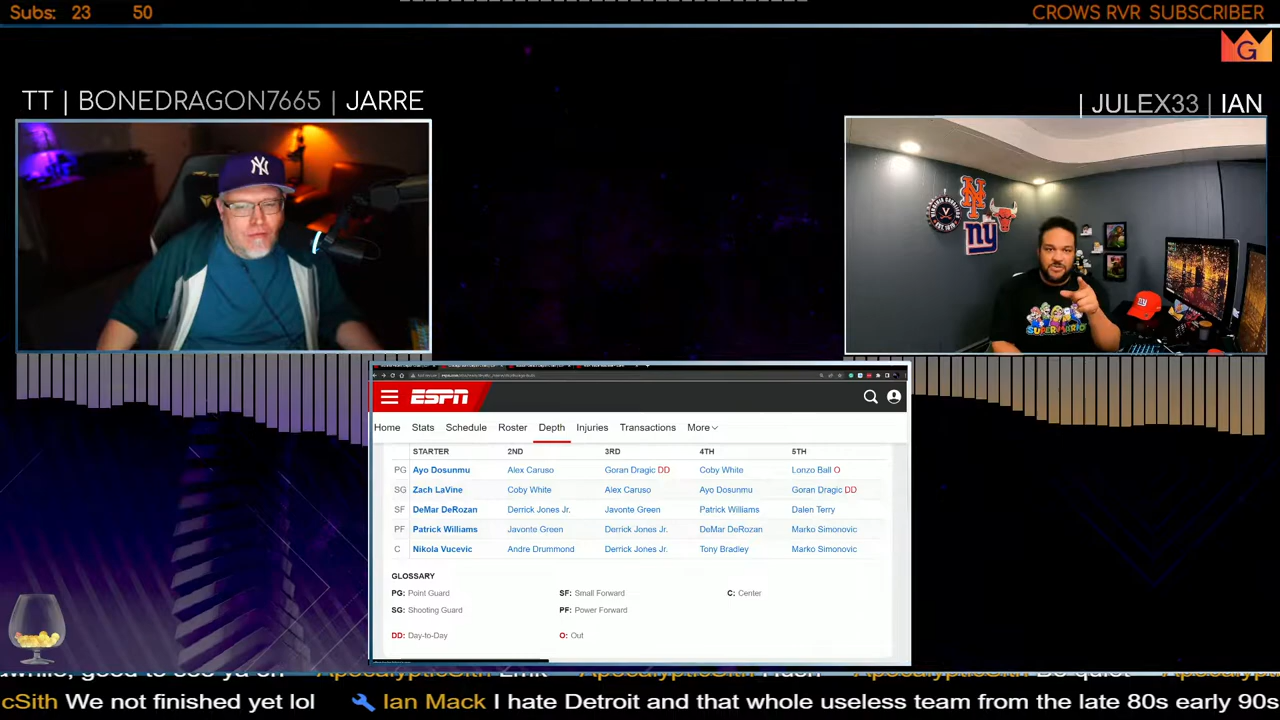 Subs: 23 50
CROWS RVR SUBSCRIBER
G
TT | BONEDRAGON7665 | JARRE
| JULEX33 | IAN
NY
NY
ny
V
SUPER MARIO
ESPN
Home Stats Schedule Roster Depth Injuries Transactions More
STARTER 2ND 3RD 4TH 5TH
PG Ayo Dosunmu Alex Caruso Goran Dragic DD Coby White Lonzo Ball O
SG Zach LaVine Coby White Alex Caruso Ayo Dosunmu Goran Dragic DD
SF DeMar DeRozan Derrick Jones Jr. Javonte Green Patrick Williams Dalen Terry
PF Patrick Williams Javonte Green Derrick Jones Jr. DeMar DeRozan Marko Simonovic
C Nikola Vucevic Andre Drummond Derrick Jones Jr. Tony Bradley Marko Simonovic
GLOSSARY
PG: Point Guard SF: Small Forward C: Center
SG: Shooting Guard PF: Power Forward
DD: Day-to-Day O: Out
cSith We not finished yet lol Ian Mack I hate Detroit and that whole useless team from the late 80s early 90s